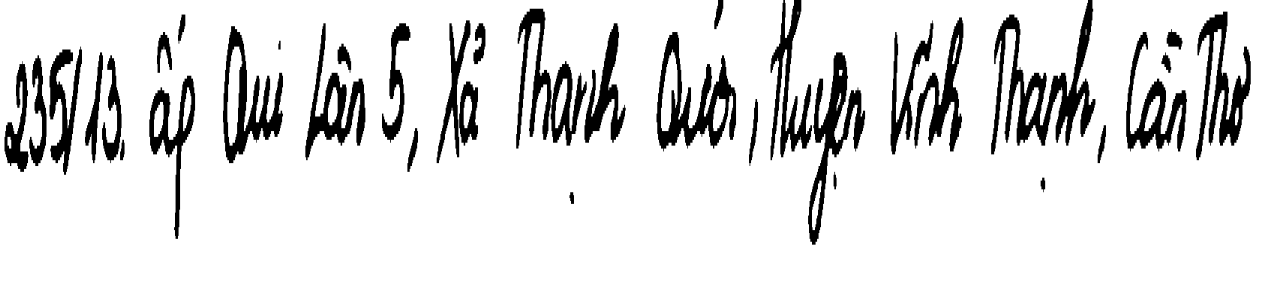 235/13. ấp Qui Lân 5, Xã Thạnh Quới, Huyện Vĩnh Thạnh, Cần Thơ